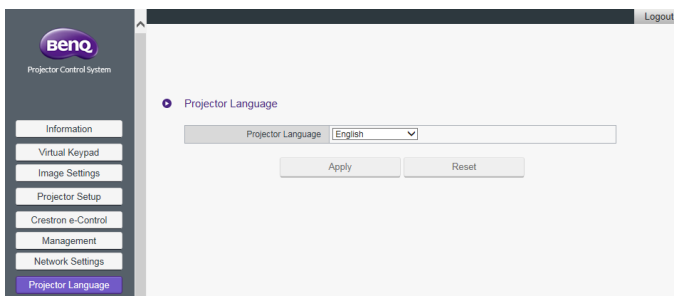 Logout
BenQ
Projector Control System
Projector Language
Projector Language English
Apply Reset
Information
Virtual Keypad
Image Settings
Projector Setup
Crestron e-Control
Management
Network Settings
Projector Language